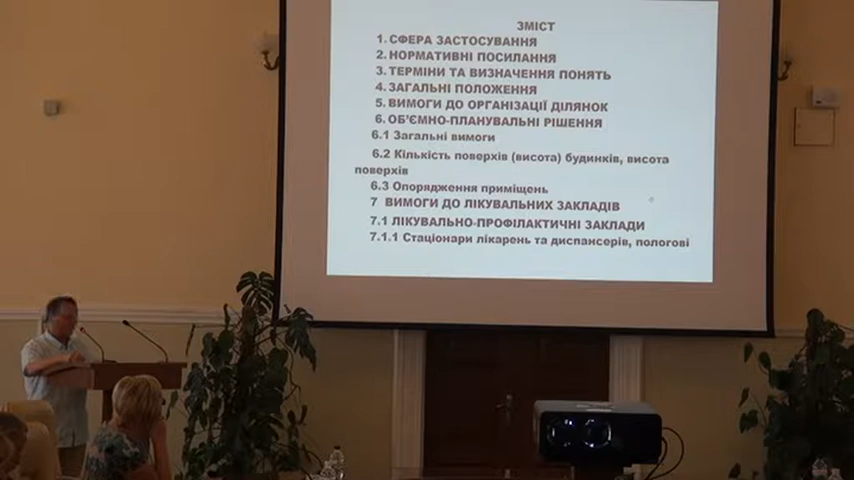 ЗМІСТ
1. СФЕРА ЗАСТОСУВАННЯ
2. НОРМАТИВНІ ПОСИЛАННЯ
3. ТЕРМІНИ ТА ВИЗНАЧЕННЯ ПОНЯТЬ
4. ЗАГАЛЬНІ ПОЛОЖЕННЯ
5. ВИМОГИ ДО ОРГАНІЗАЦІЇ ДІЛЯНОК
6. ОБ'ЄМНО-ПЛАНУВАЛЬНІ РІШЕННЯ
6.1 Загальні вимоги
6.2 Кількість поверхів (висота) будинків, висота
поверхів
6.3 Опорядження приміщень
7 ВИМОГИ ДО ЛІКУВАЛЬНИХ ЗАКЛАДІВ
7.1 ЛІКУВАЛЬНО-ПРОФІЛАКТИЧНІ ЗАКЛАДИ
7.1.1 Стаціонари лікарень та диспансерів, пологові